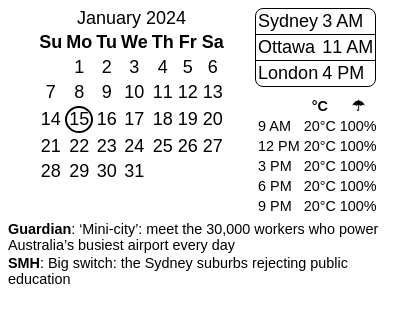 January 2024
Su Mo Tu We Th Fr Sa
1 2 3 4 5 6
7 8 9 10 11 12 13
14 15 16 17 18 19 20
21 22 23 24 25 26 27
28 29 30 31
Sydney 3 AM
Ottawa 11 AM
London 4 PM
°C ☂
9 AM 20°C 100%
12 PM 20°C 100%
3 PM 20°C 100%
6 PM 20°C 100%
9 PM 20°C 100%
Guardian: ‘Mini-city’: meet the 30,000 workers who power
Australia’s busiest airport every day
SMH: Big switch: the Sydney suburbs rejecting public
education